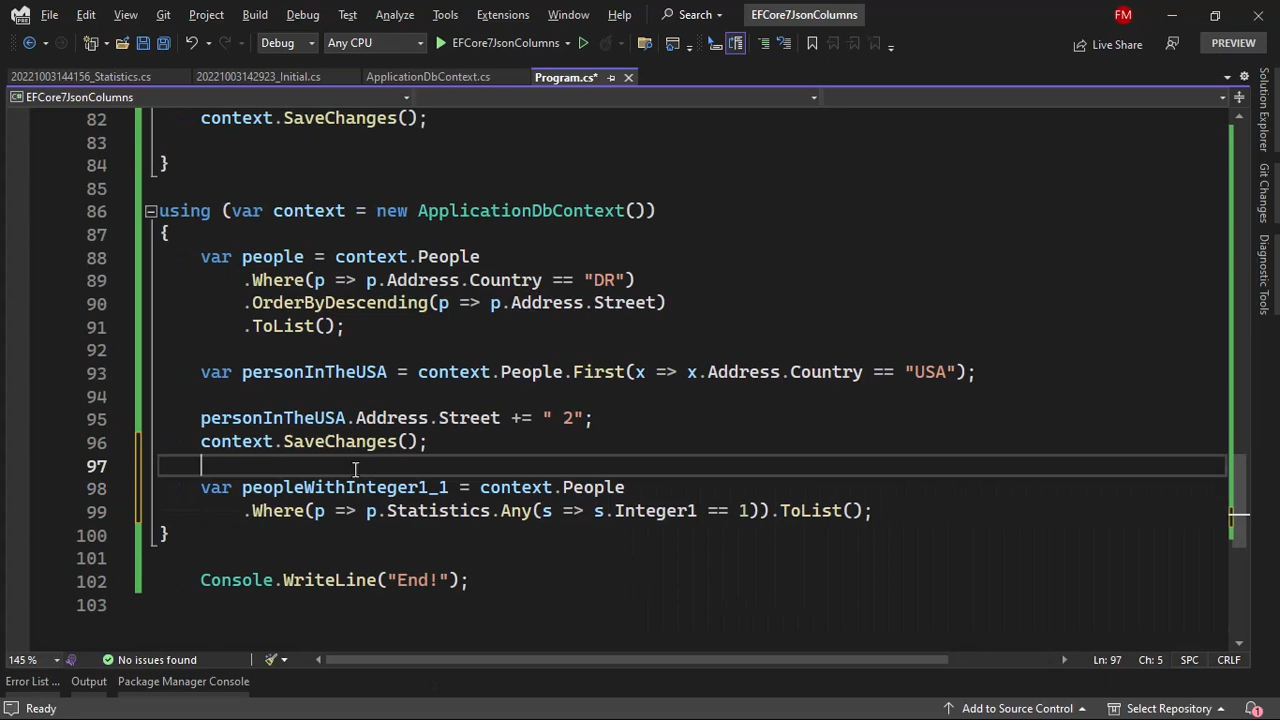 File Edit View Git Project Build Debug Test Analyze Tools Extensions Window Help Search EFCore7JsonColumns FM
Debug Any CPU EFCore7JsonColumns Live Share PREVIEW
20221003144156_Statistics.cs 20221003142923_Initial.cs ApplicationDbContext.cs Program.cs*
EFCore7JsonColumns
82 context.SaveChanges();
83
84 }
85
86 using (var context = new ApplicationDbContext())
87 {
88 var people = context.People
89 .Where(p => p.Address.Country == "DR")
90 .OrderByDescending(p => p.Address.Street)
91 .ToList();
92
93 var personInTheUSA = context.People.First(x => x.Address.Country == "USA");
94
95 personInTheUSA.Address.Street += " 2";
96 context.SaveChanges();
97
98 var peopleWithInteger1_1 = context.People
99 .Where(p => p.Statistics.Any(s => s.Integer1 == 1)).ToList();
100 }
101
102 Console.WriteLine("End!");
103
Solution Explorer
Git Changes
Diagnostic Tools
145 % No issues found Ln: 97 Ch: 5 SPC CRLF
Error List ... Output Package Manager Console
Ready Add to Source Control Select Repository 1